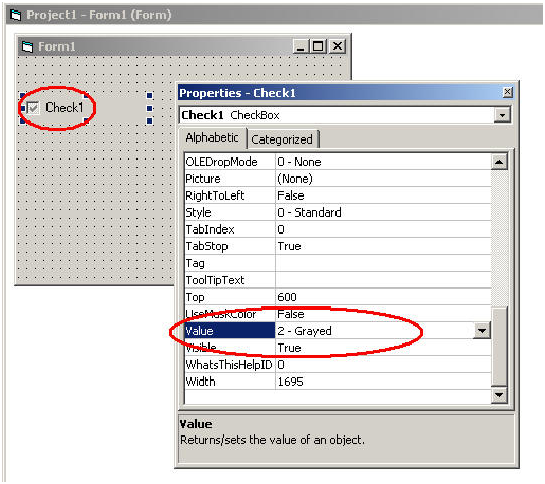 Project1 - Form1 (Form)
Form1
Check1
Properties - Check1
Check1 CheckBox
Alphabetic Categorized
OLEDropMode 0 - None
Picture (None)
RightToLeft False
Style 0 - Standard
TabIndex 0
TabStop True
Tag
ToolTipText
Top 600
UseMaskColor False
Value 2 - Grayed
Visible True
WhatsThisHelpID 0
Width 1695
Value
Returns/sets the value of an object.